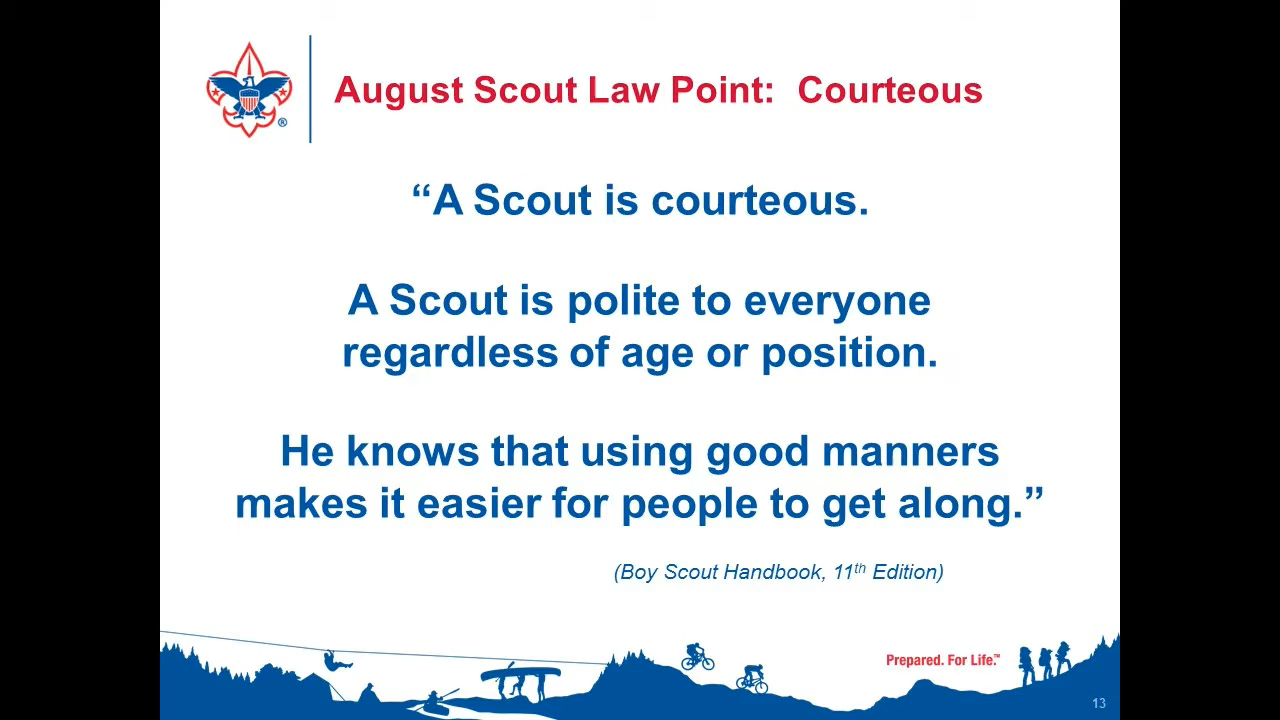 August Scout Law Point:  Courteous
®
“A Scout is courteous.
A Scout is polite to everyone
regardless of age or position.
He knows that using good manners
makes it easier for people to get along.”
(Boy Scout Handbook, 11th Edition)
Prepared. For Life.™
13